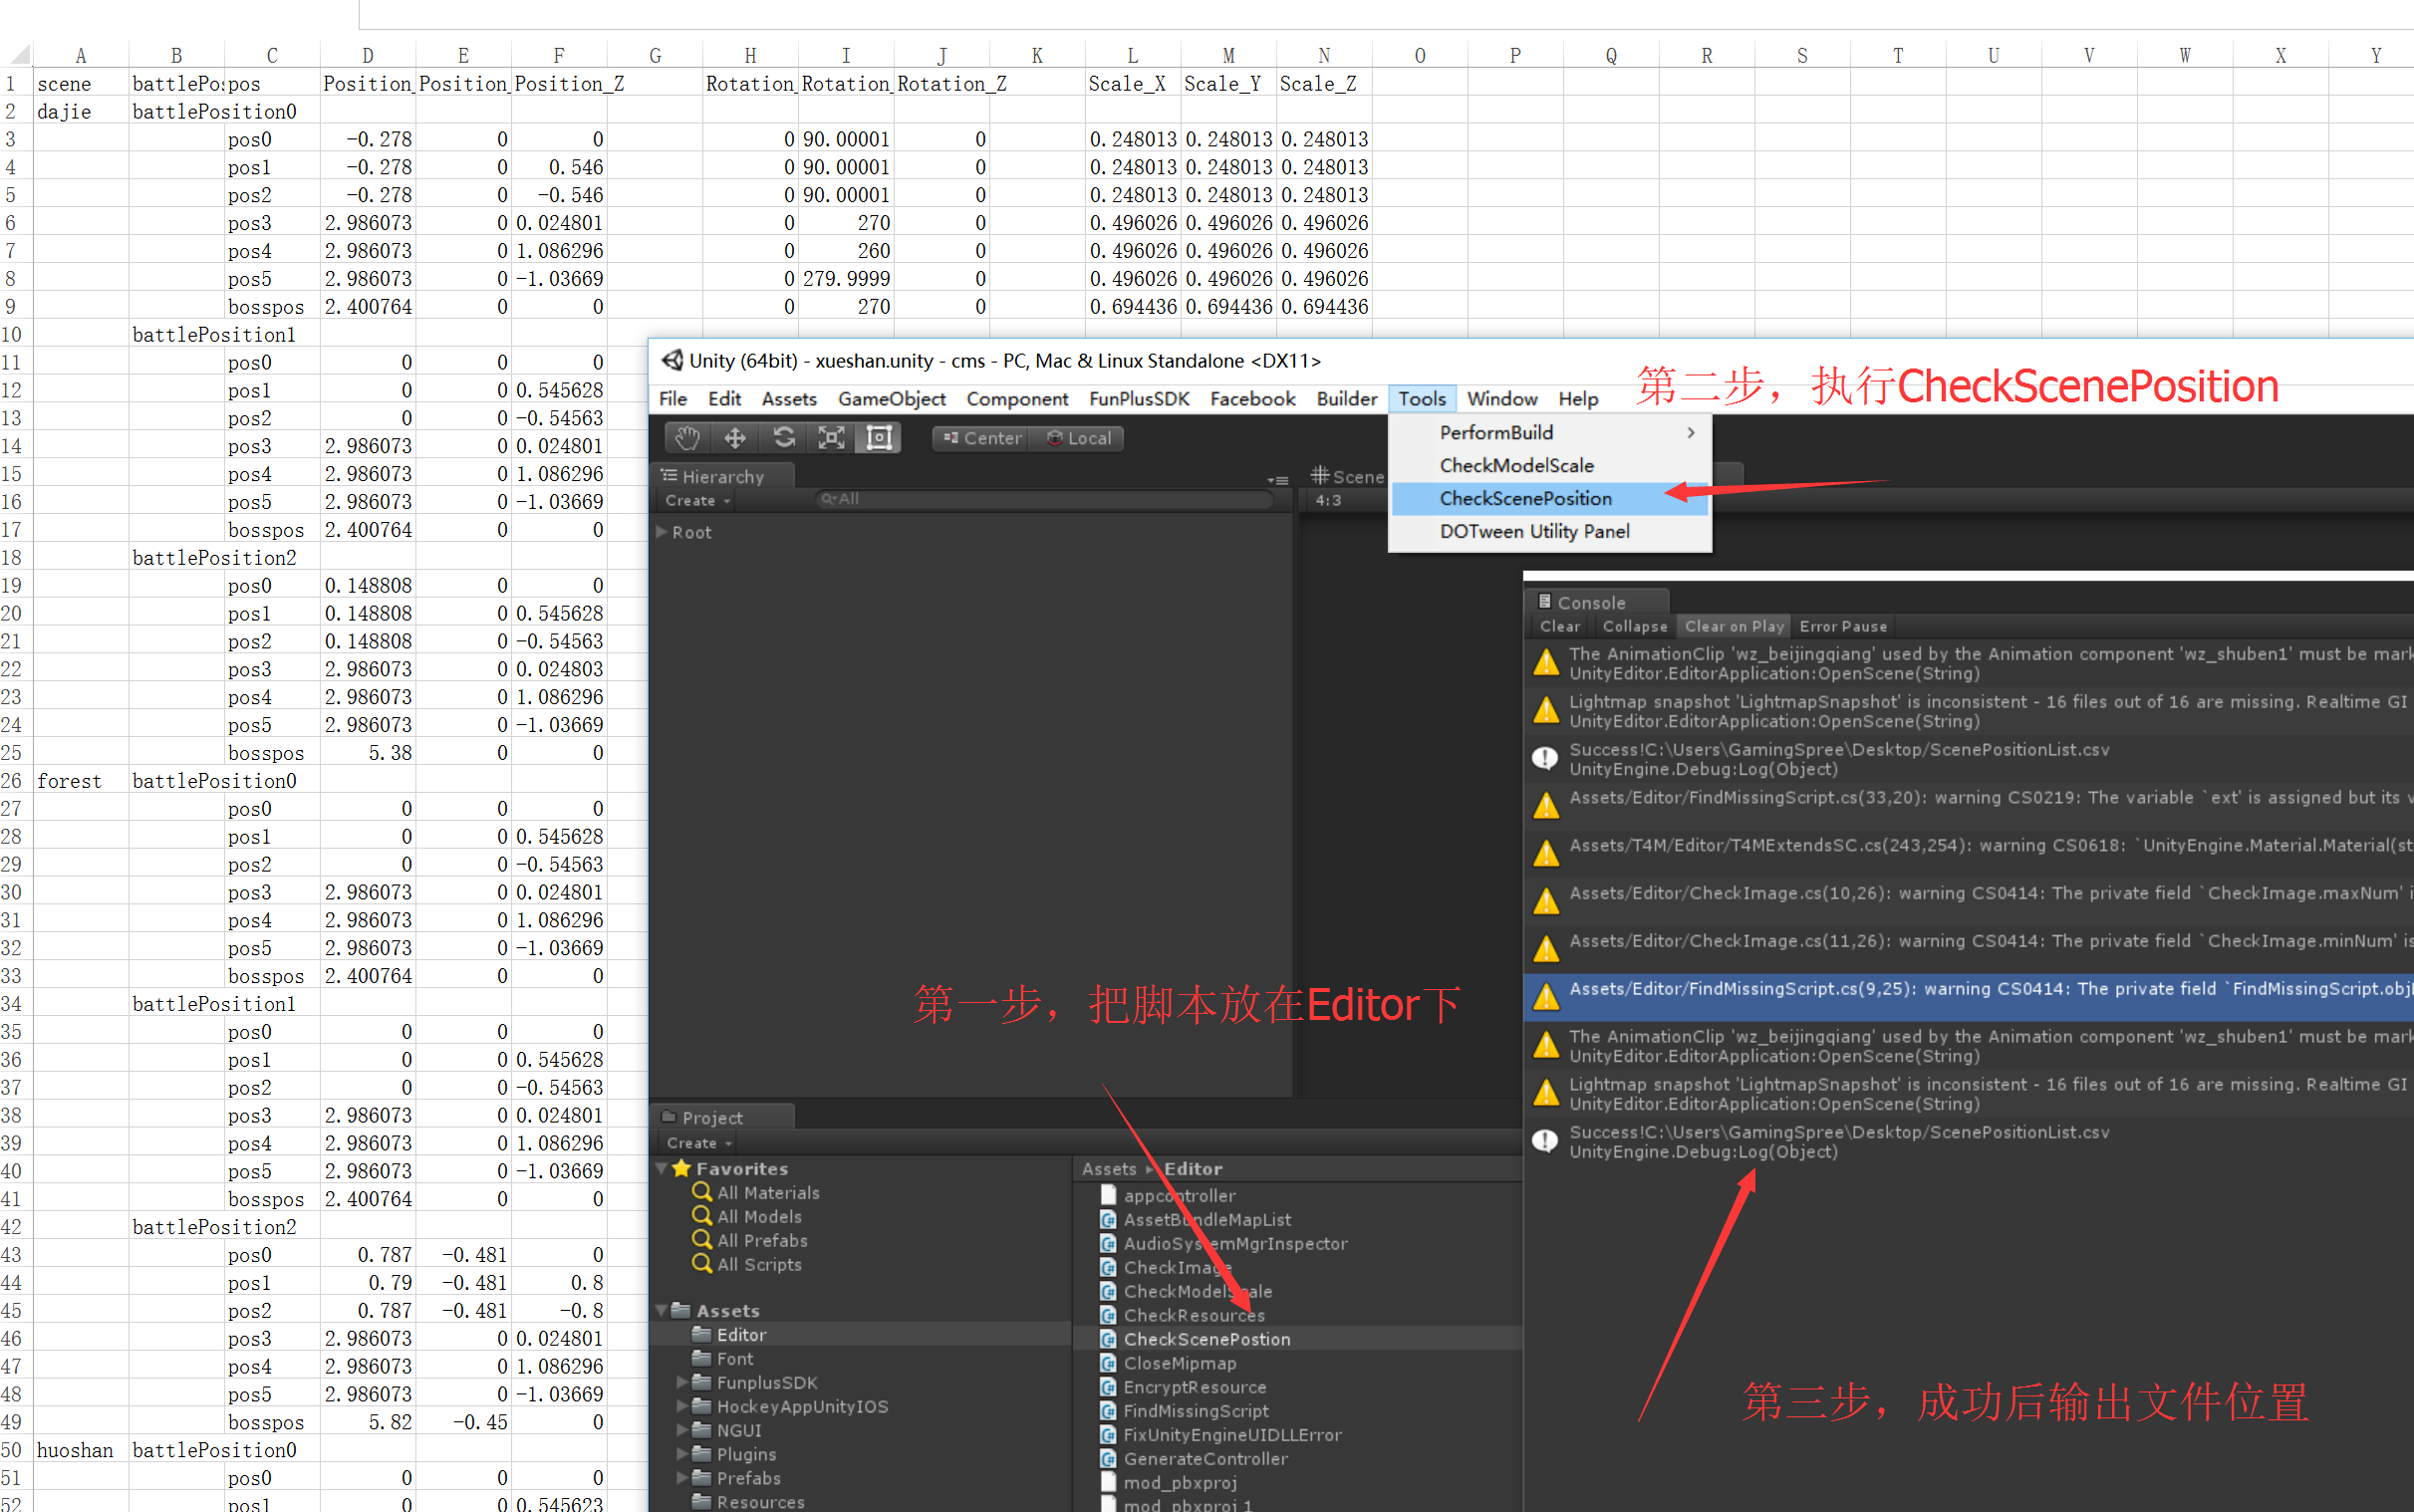 A B C D E F G H I J K L M N O P Q R S T U V W X Y
1 scene battlePos pos Position_ Position_ Position_Z Rotation_ Rotation_ Rotation_Z Scale_X Scale_Y Scale_Z
2 dajie battlePosition0
3 pos0 -0.278 0 0 0 90.00001 0 0.248013 0.248013 0.248013
4 pos1 -0.278 0 0.546 0 90.00001 0 0.248013 0.248013 0.248013
5 pos2 -0.278 0 -0.546 0 90.00001 0 0.248013 0.248013 0.248013
6 pos3 2.986073 0 0.024801 0 270 0 0.496026 0.496026 0.496026
7 pos4 2.986073 0 1.086296 0 260 0 0.496026 0.496026 0.496026
8 pos5 2.986073 0 -1.03669 0 279.9999 0 0.496026 0.496026 0.496026
9 bosspos 2.400764 0 0 0 270 0 0.694436 0.694436 0.694436
10 battlePosition1
11 pos0 0 0 0
12 pos1 0 0 0.545628
13 pos2 0 0 -0.54563
14 pos3 2.986073 0 0.024801
15 pos4 2.986073 0 1.086296
16 pos5 2.986073 0 -1.03669
17 bosspos 2.400764 0 0
18 battlePosition2
19 pos0 0.148808 0 0
20 pos1 0.148808 0 0.545628
21 pos2 0.148808 0 -0.54563
22 pos3 2.986073 0 0.024803
23 pos4 2.986073 0 1.086296
24 pos5 2.986073 0 -1.03669
25 bosspos 5.38 0 0
26 forest battlePosition0
27 pos0 0 0 0
28 pos1 0 0 0.545628
29 pos2 0 0 -0.54563
30 pos3 2.986073 0 0.024801
31 pos4 2.986073 0 1.086296
32 pos5 2.986073 0 -1.03669
33 bosspos 2.400764 0 0
34 battlePosition1
35 pos0 0 0 0
36 pos1 0 0 0.545628
37 pos2 0 0 -0.54563
38 pos3 2.986073 0 0.024801
39 pos4 2.986073 0 1.086296
40 pos5 2.986073 0 -1.03669
41 bosspos 2.400764 0 0
42 battlePosition2
43 pos0 0.787 -0.481 0
44 pos1 0.79 -0.481 0.8
45 pos2 0.787 -0.481 -0.8
46 pos3 2.986073 0 0.024801
47 pos4 2.986073 0 1.086296
48 pos5 2.986073 0 -1.03669
49 bosspos 5.82 -0.45 0
50 huoshan battlePosition0
51 pos0 0 0 0
52 pos1 0 0 0.545623
Unity (64bit) - xueshan.unity - cms - PC, Mac & Linux Standalone <DX11>
File Edit Assets GameObject Component FunPlusSDK Facebook Builder Tools Window Help
第二步，执行CheckScenePosition
Center Local
PerformBuild
CheckModelScale
CheckScenePosition
DOTween Utility Panel
Hierarchy
Create All
Root
Scene
4:3
第一步，把脚本放在Editor下
Console
Clear Collapse Clear on Play Error Pause
The AnimationClip 'wz_beijingqiang' used by the Animation component 'wz_shuben1' must be mark
UnityEditor.EditorApplication:OpenScene(String)
Lightmap snapshot 'LightmapSnapshot' is inconsistent - 16 files out of 16 are missing. Realtime GI
UnityEditor.EditorApplication:OpenScene(String)
Success!C:\Users\GamingSpree\Desktop/ScenePositionList.csv
UnityEngine.Debug:Log(Object)
Assets/Editor/FindMissingScript.cs(33,20): warning CS0219: The variable `ext' is assigned but its v
Assets/T4M/Editor/T4MExtendsSC.cs(243,254): warning CS0618: `UnityEngine.Material.Material(st
Assets/Editor/CheckImage.cs(10,26): warning CS0414: The private field `CheckImage.maxNum' i
Assets/Editor/CheckImage.cs(11,26): warning CS0414: The private field `CheckImage.minNum' is
Assets/Editor/FindMissingScript.cs(9,25): warning CS0414: The private field `FindMissingScript.obj
The AnimationClip 'wz_beijingqiang' used by the Animation component 'wz_shuben1' must be mark
UnityEditor.EditorApplication:OpenScene(String)
Lightmap snapshot 'LightmapSnapshot' is inconsistent - 16 files out of 16 are missing. Realtime GI
UnityEditor.EditorApplication:OpenScene(String)
Success!C:\Users\GamingSpree\Desktop/ScenePositionList.csv
UnityEngine.Debug:Log(Object)
第三步，成功后输出文件位置
Project
Create
Favorites
All Materials
All Models
All Prefabs
All Scripts
Assets
Editor
Font
FunplusSDK
HockeyAppUnityIOS
NGUI
Plugins
Prefabs
Resources
Assets Editor
appcontroller
AssetBundleMapList
AudioSystemMgrInspector
CheckImage
CheckModelScale
CheckResources
CheckScenePostion
CloseMipmap
EncryptResource
FindMissingScript
FixUnityEngineUIDLLError
GenerateController
mod_pbxproj
mod_pbxproj 1